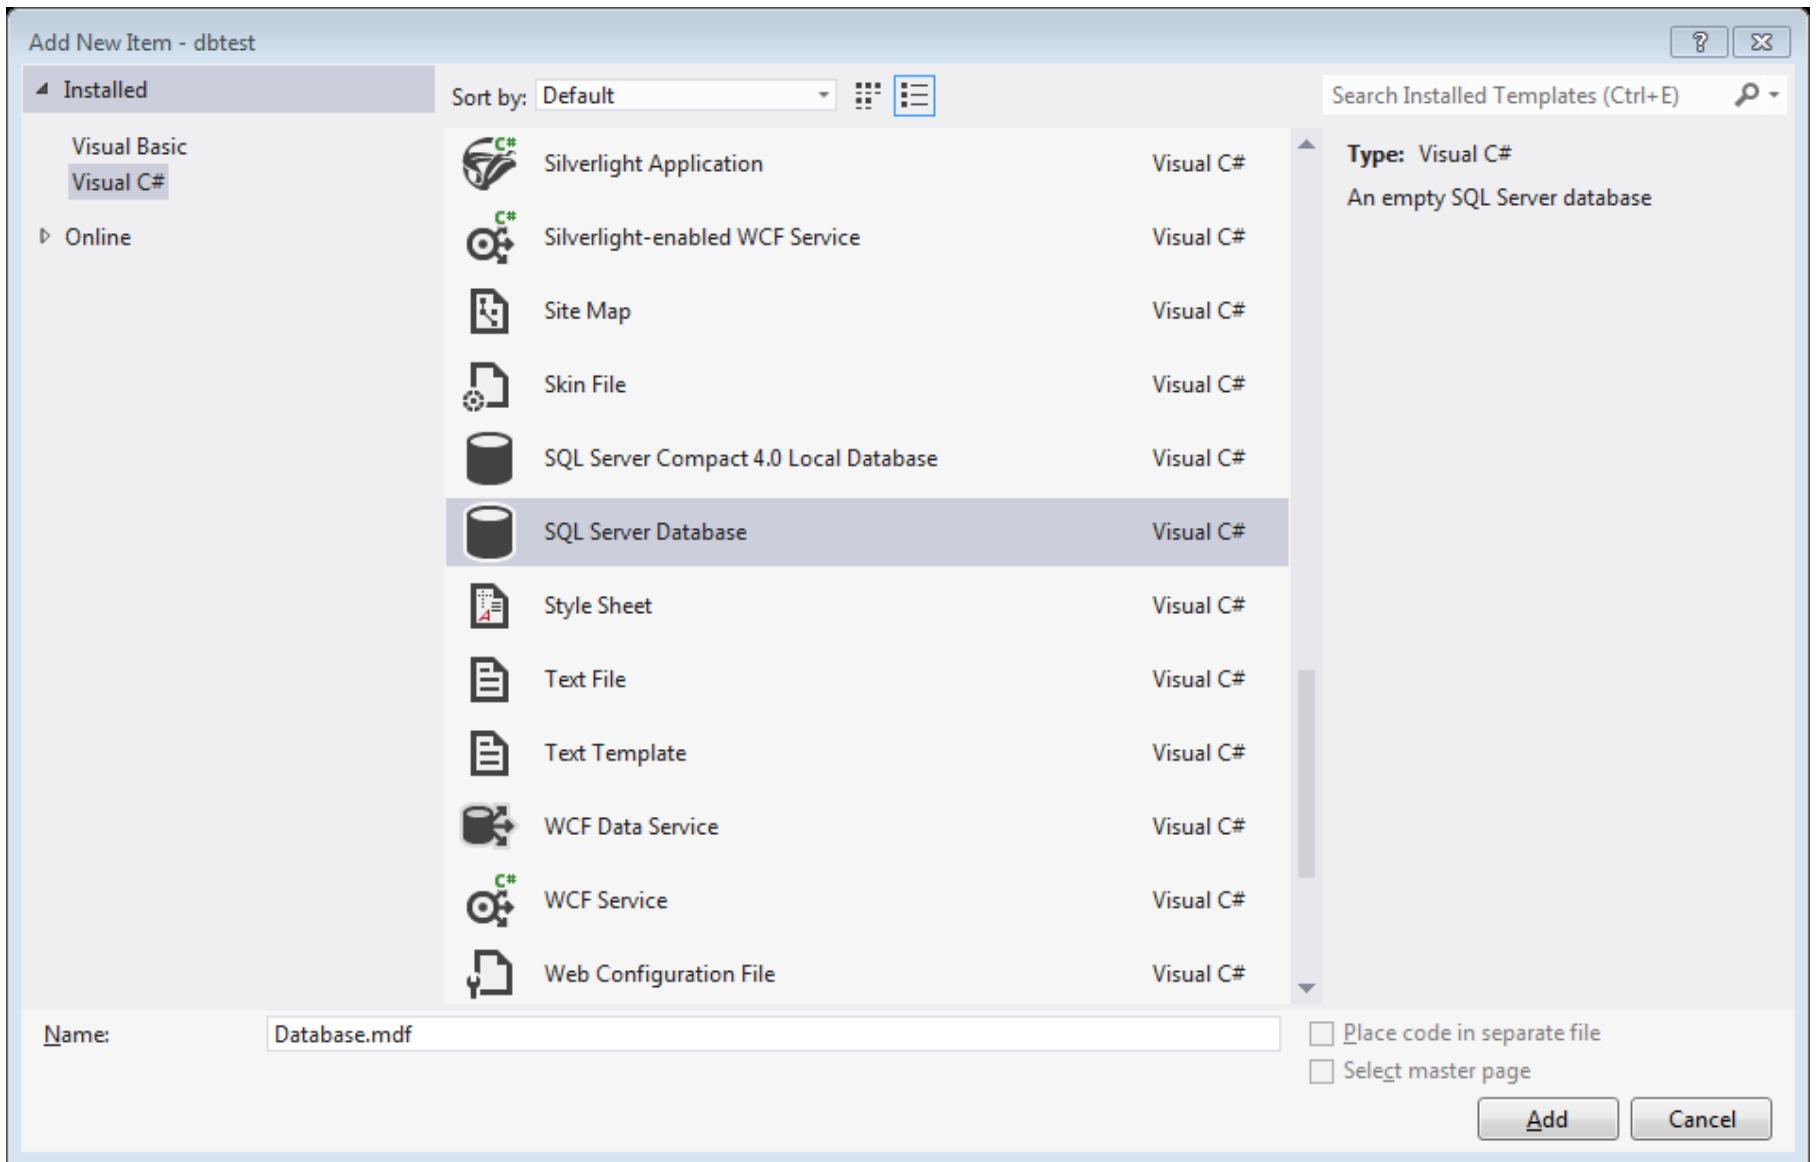 Add New Item - dbtest
Installed
Visual Basic
Visual C#
Online
Sort by: Default
Search Installed Templates (Ctrl+E)
C# Silverlight Application Visual C#
C# Silverlight-enabled WCF Service Visual C#
Site Map Visual C#
Skin File Visual C#
SQL Server Compact 4.0 Local Database Visual C#
SQL Server Database Visual C#
Style Sheet Visual C#
Text File Visual C#
Text Template Visual C#
WCF Data Service Visual C#
C# WCF Service Visual C#
Web Configuration File Visual C#
Type: Visual C#
An empty SQL Server database
Name: Database.mdf
Place code in separate file
Select master page
Add Cancel